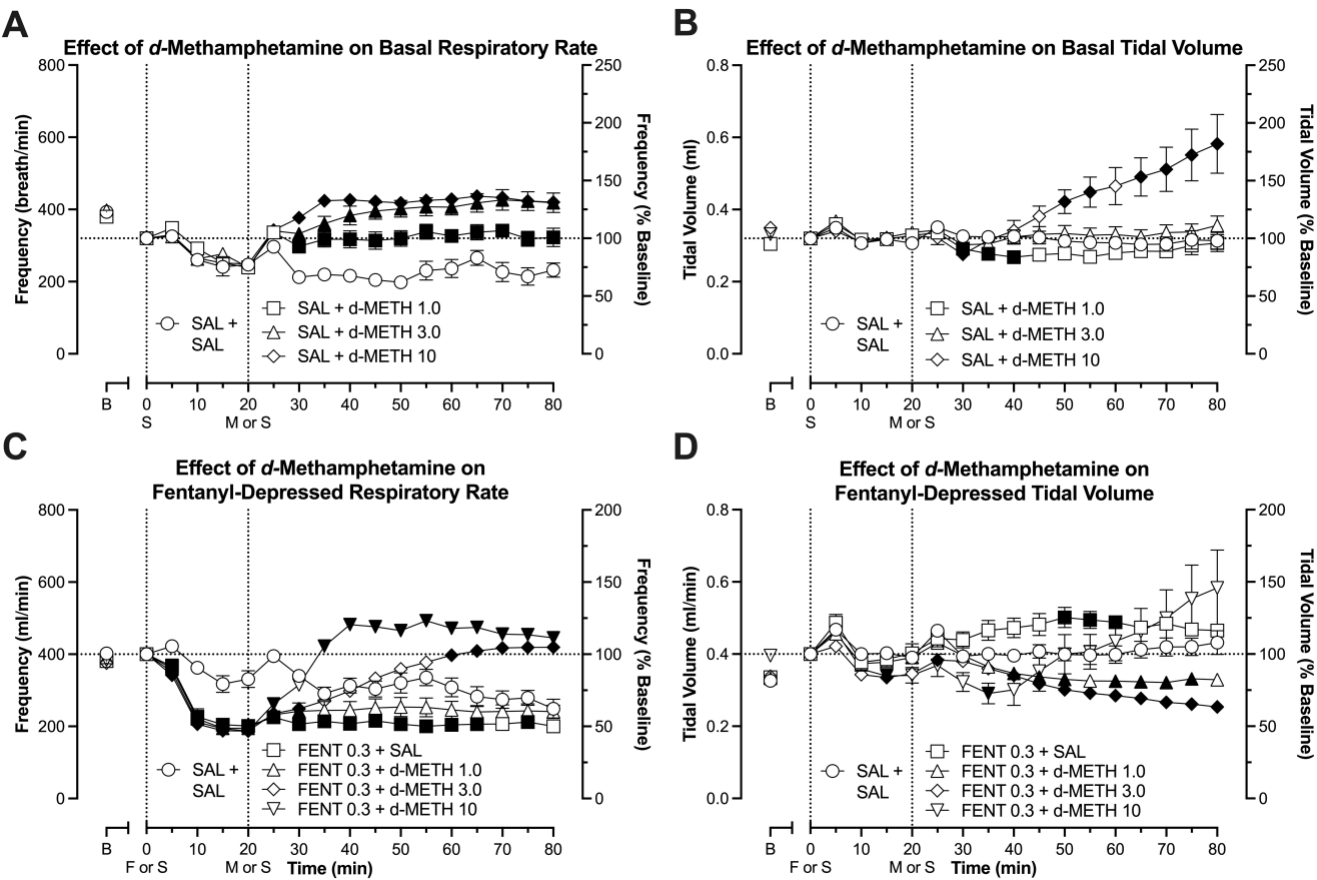 A
Effect of d-Methamphetamine on Basal Respiratory Rate
800
600
400
200
0
Frequency (breath/min)
250
200
150
100
50
0
Frequency (% Baseline)
SAL +
SAL
SAL + d-METH 1.0
SAL + d-METH 3.0
SAL + d-METH 10
B 0 10 20 30 40 50 60 70 80
S M or S
B
Effect of d-Methamphetamine on Basal Tidal Volume
0.8
0.6
0.4
0.2
0.0
Tidal Volume (ml)
250
200
150
100
50
0
Tidal Volume (% Baseline)
SAL +
SAL
SAL + d-METH 1.0
SAL + d-METH 3.0
SAL + d-METH 10
B 0 10 20 30 40 50 60 70 80
S M or S
C
Effect of d-Methamphetamine on
Fentanyl-Depressed Respiratory Rate
800
600
400
200
0
Frequency (ml/min)
200
150
100
50
0
Frequency (% Baseline)
SAL +
SAL
FENT 0.3 + SAL
FENT 0.3 + d-METH 1.0
FENT 0.3 + d-METH 3.0
FENT 0.3 + d-METH 10
B 0 10 20 30 40 50 60 70 80
F or S M or S Time (min)
D
Effect of d-Methamphetamine on
Fentanyl-Depressed Tidal Volume
0.8
0.6
0.4
0.2
0.0
Tidal Volume (ml/min)
200
150
100
50
0
Tidal Volume (% Baseline)
SAL +
SAL
FENT 0.3 + SAL
FENT 0.3 + d-METH 1.0
FENT 0.3 + d-METH 3.0
FENT 0.3 + d-METH 10
B 0 10 20 30 40 50 60 70 80
F or S M or S Time (min)